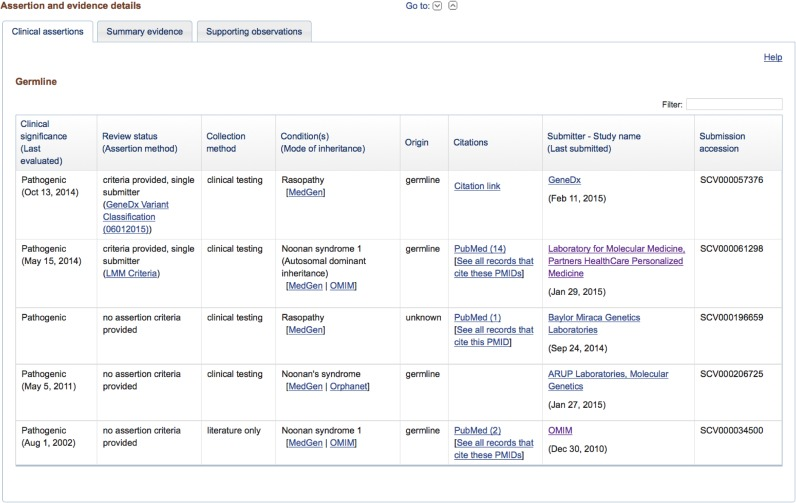 Assertion and evidence details
Go to:
Clinical assertions
Summary evidence
Supporting observations
Help
Germline
Filter:
Clinical
significance
(Last
evaluated)
Review status
(Assertion method)
Collection
method
Condition(s)
(Mode of inheritance)
Origin
Citations
Submitter - Study name
(Last submitted)
Submission
accession
Pathogenic
(Oct 13, 2014)
criteria provided, single
submitter
(GeneDx Variant
Classification
(06012015))
clinical testing
Rasopathy
[MedGen]
germline
Citation link
GeneDx
(Feb 11, 2015)
SCV000057376
Pathogenic
(May 15, 2014)
criteria provided, single
submitter
(LMM Criteria)
clinical testing
Noonan syndrome 1
(Autosomal dominant
inheritance)
[MedGen | OMIM]
germline
PubMed (14)
[See all records that
cite these PMIDs]
Laboratory for Molecular Medicine,
Partners HealthCare Personalized
Medicine
(Jan 29, 2015)
SCV000061298
Pathogenic
no assertion criteria
provided
clinical testing
Rasopathy
[MedGen]
unknown
PubMed (1)
[See all records that
cite this PMID]
Baylor Miraca Genetics
Laboratories
(Sep 24, 2014)
SCV000196659
Pathogenic
(May 5, 2011)
no assertion criteria
provided
clinical testing
Noonan's syndrome
[MedGen | Orphanet]
germline
ARUP Laboratories, Molecular
Genetics
(Jan 27, 2015)
SCV000206725
Pathogenic
(Aug 1, 2002)
no assertion criteria
provided
literature only
Noonan syndrome 1
[MedGen | OMIM]
germline
PubMed (2)
[See all records that
cite these PMIDs]
OMIM
(Dec 30, 2010)
SCV000034500